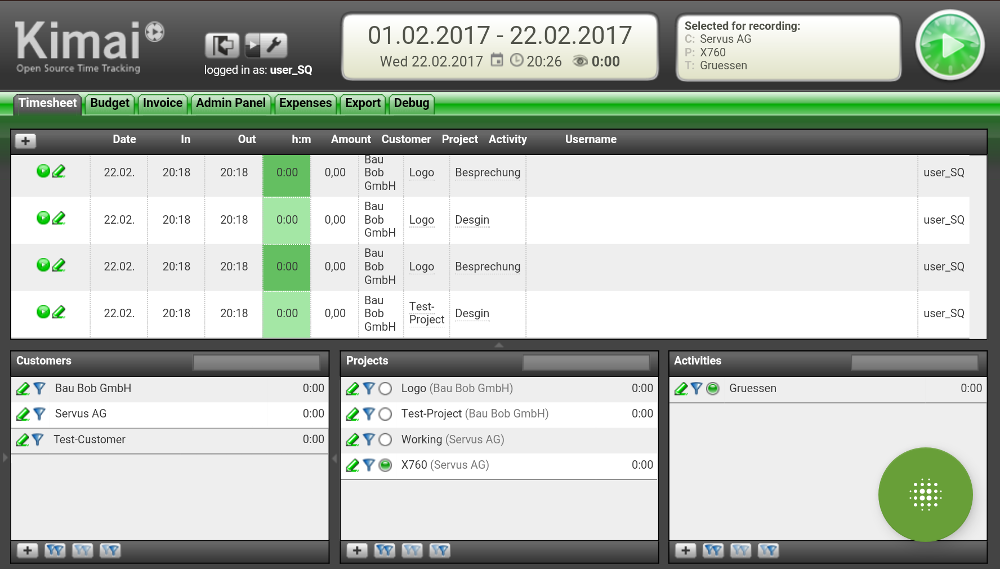 Kimai
Open Source Time Tracking
logged in as: user_SQ
01.02.2017 - 22.02.2017
Wed 22.02.2017 20:26 0:00
Selected for recording:
C: Servus AG
P: X760
T: Gruessen
Timesheet Budget Invoice Admin Panel Expenses Export Debug
+ Date In Out h:m Amount Customer Project Activity Username
22.02. 20:18 20:18 0:00 0,00 Bau Bob GmbH Logo Besprechung user_SQ
22.02. 20:18 20:18 0:00 0,00 Bau Bob GmbH Logo Desgin user_SQ
22.02. 20:18 20:18 0:00 0,00 Bau Bob GmbH Logo Besprechung user_SQ
22.02. 20:18 20:18 0:00 0,00 Bau Bob GmbH Test-Project Desgin user_SQ
Customers
Bau Bob GmbH 0:00
Servus AG 0:00
Test-Customer 0:00
+
Projects
Logo (Bau Bob GmbH) 0:00
Test-Project (Bau Bob GmbH) 0:00
Working (Servus AG)
X760 (Servus AG) 0:00
+
Activities
Gruessen 0:00
+